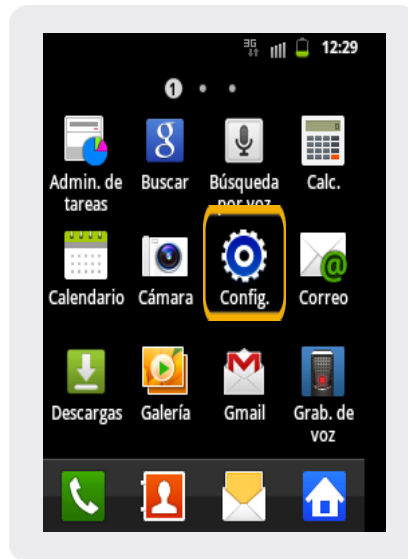 3G 12:29
1
Admin. de Buscar Búsqueda Calc.
tareas por voz
Calendario Cámara Config. Correo
Descargas Galería Gmail Grab. de
voz